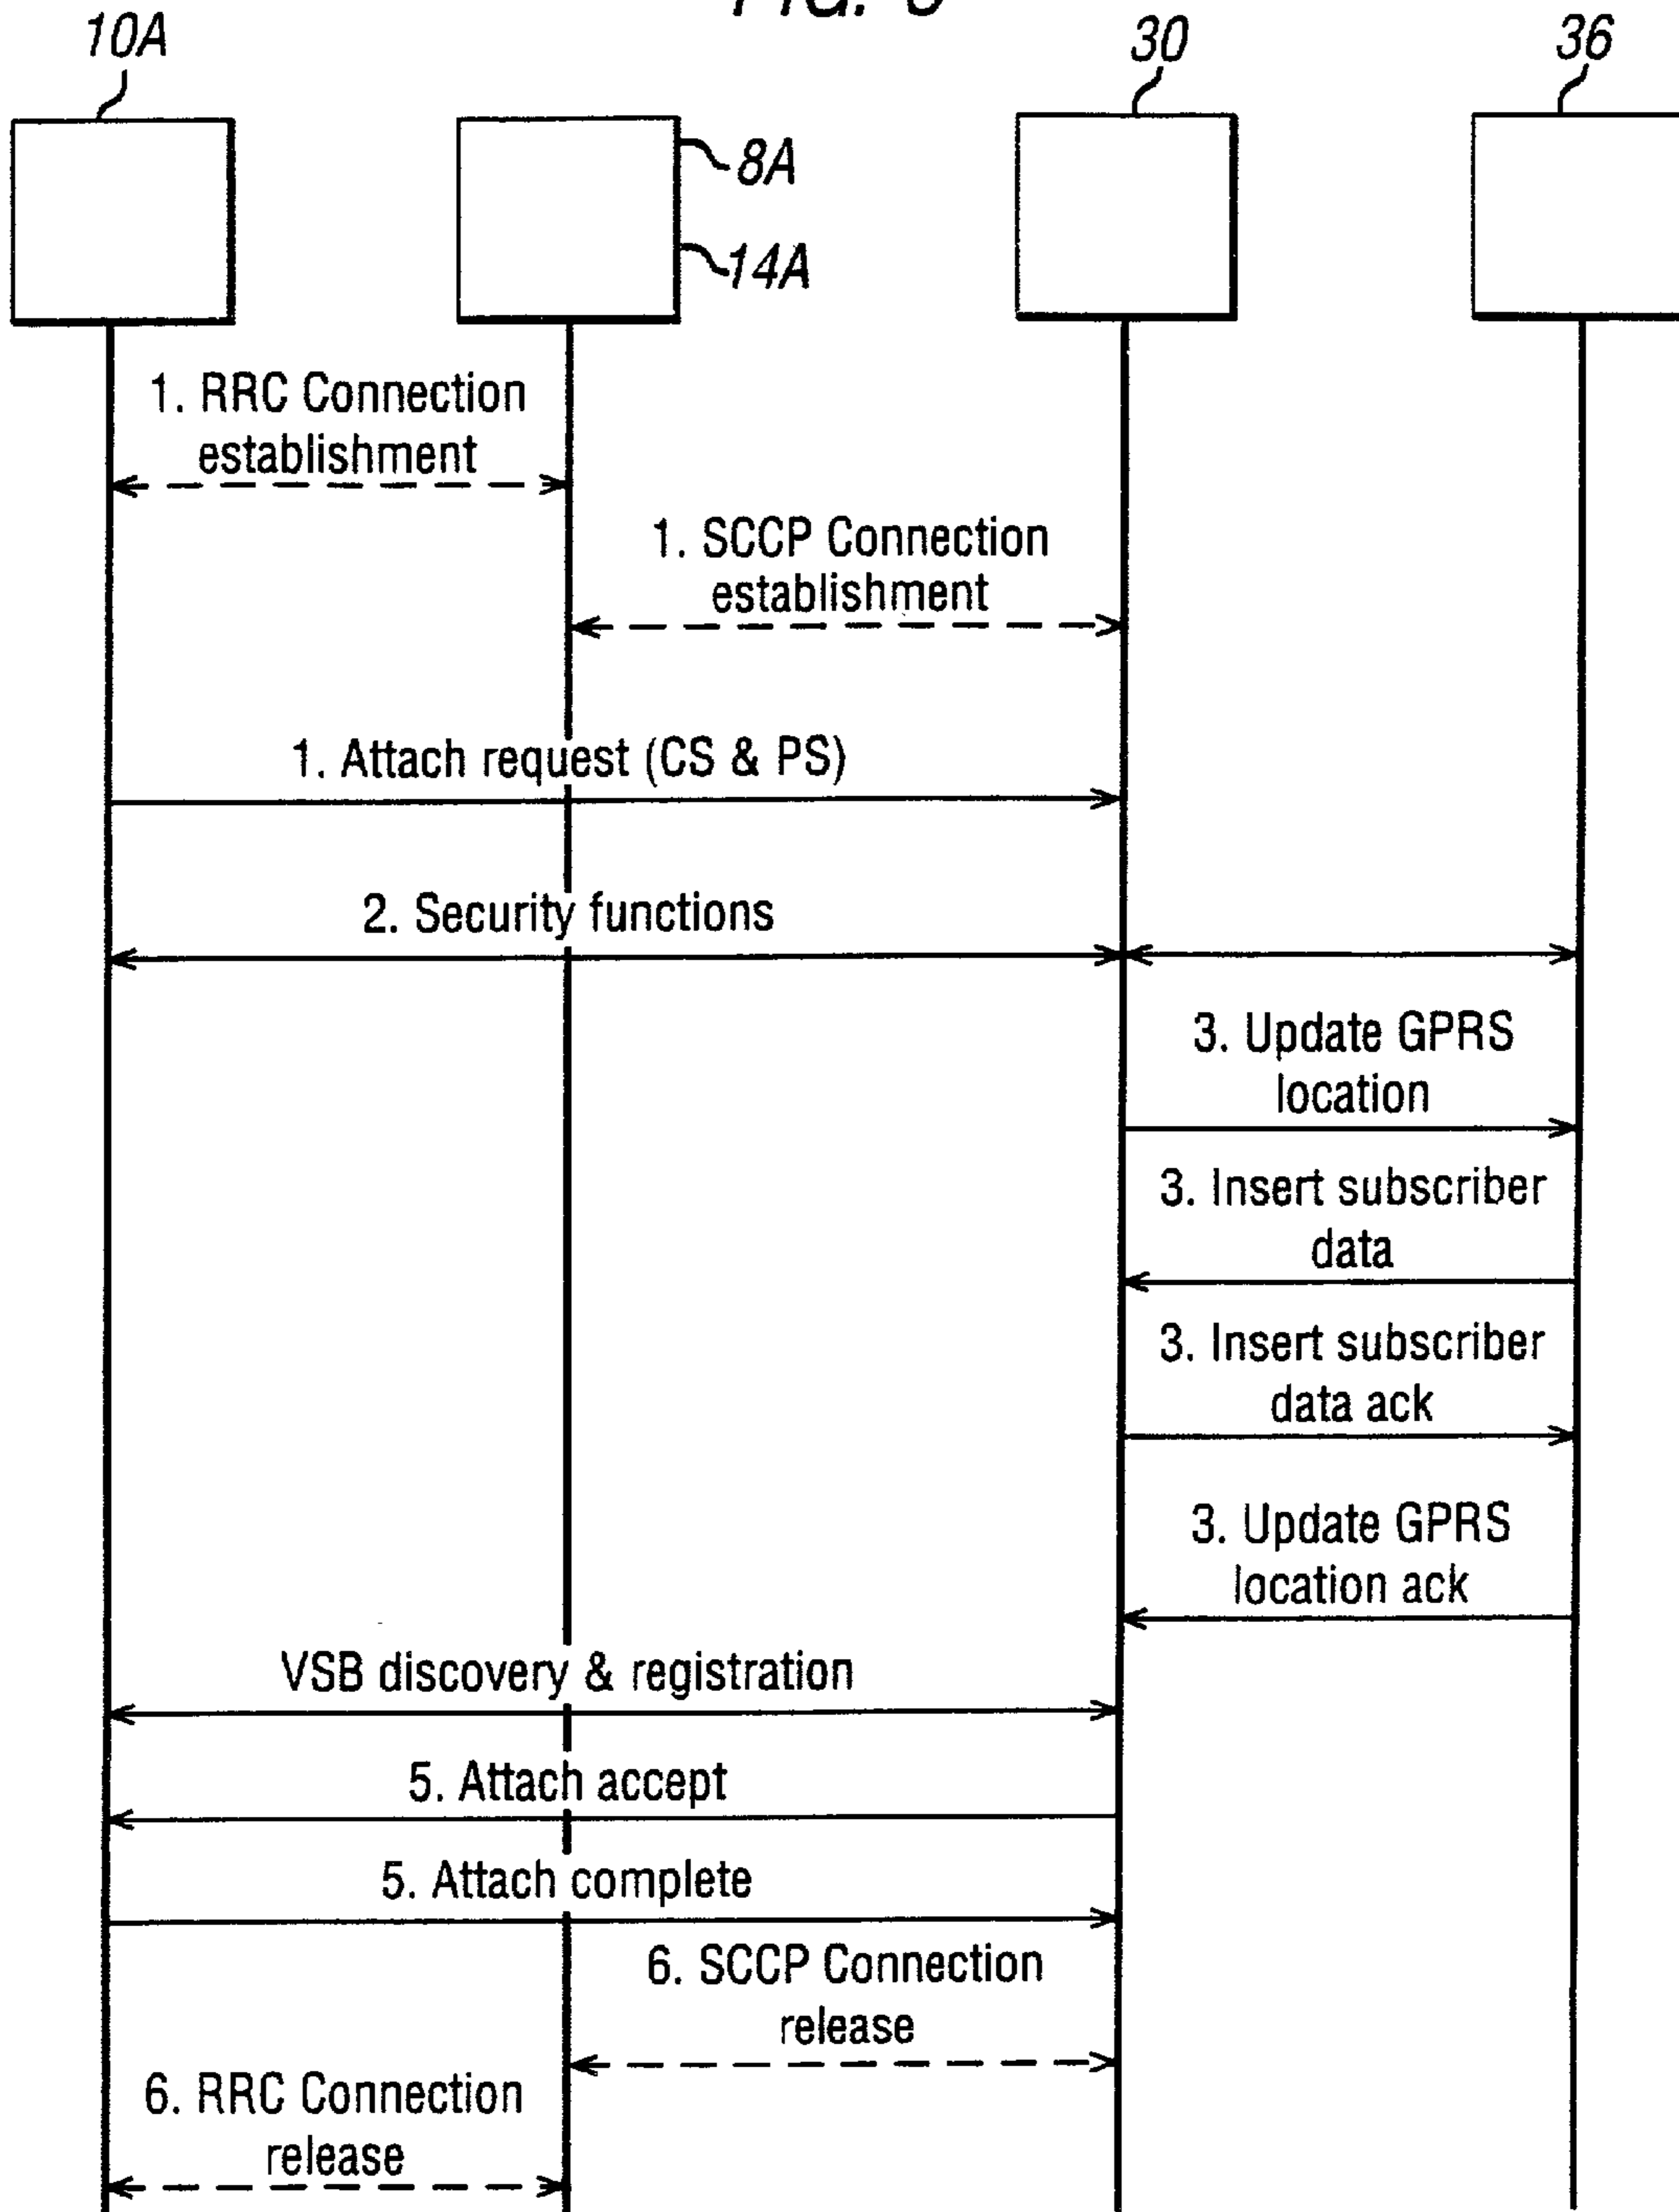 10A
30
36
8A
14A
1. RRC Connection
establishment
1. SCCP Connection
establishment
1. Attach request (CS & PS)
2. Security functions
3. Update GPRS
location
3. Insert subscriber
data
3. Insert subscriber
data ack
3. Update GPRS
location ack
VSB discovery & registration
5. Attach accept
5. Attach complete
6. SCCP Connection
release
6. RRC Connection
release